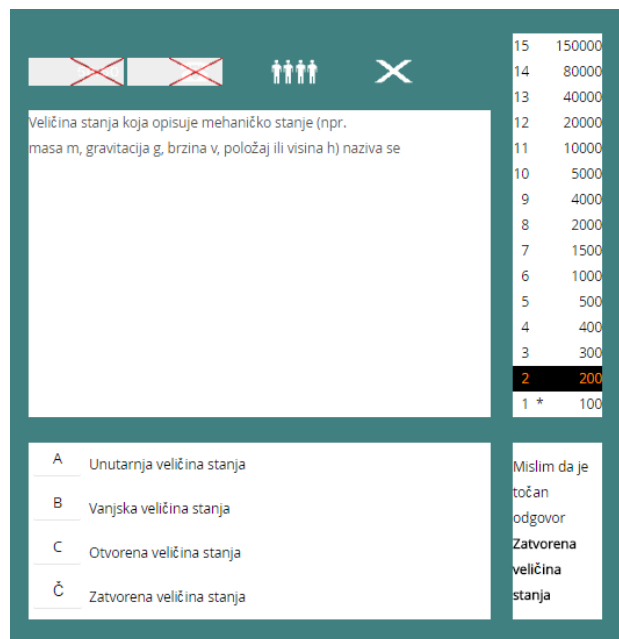 Veličina stanja koja opisuje mehaničko stanje (npr.
masa m, gravitacija g, brzina v, položaj ili visina h) naziva se
15 150000
14 80000
13 40000
12 20000
11 10000
10 5000
9 4000
8 2000
7 1500
6 1000
5 500
4 400
3 300
2 200
1 * 100
A Unutarnja veličina stanja
B Vanjska veličina stanja
C Otvorena veličina stanja
Č Zatvorena veličina stanja
Mislim da je
točan
odgovor
Zatvorena
veličina
stanja